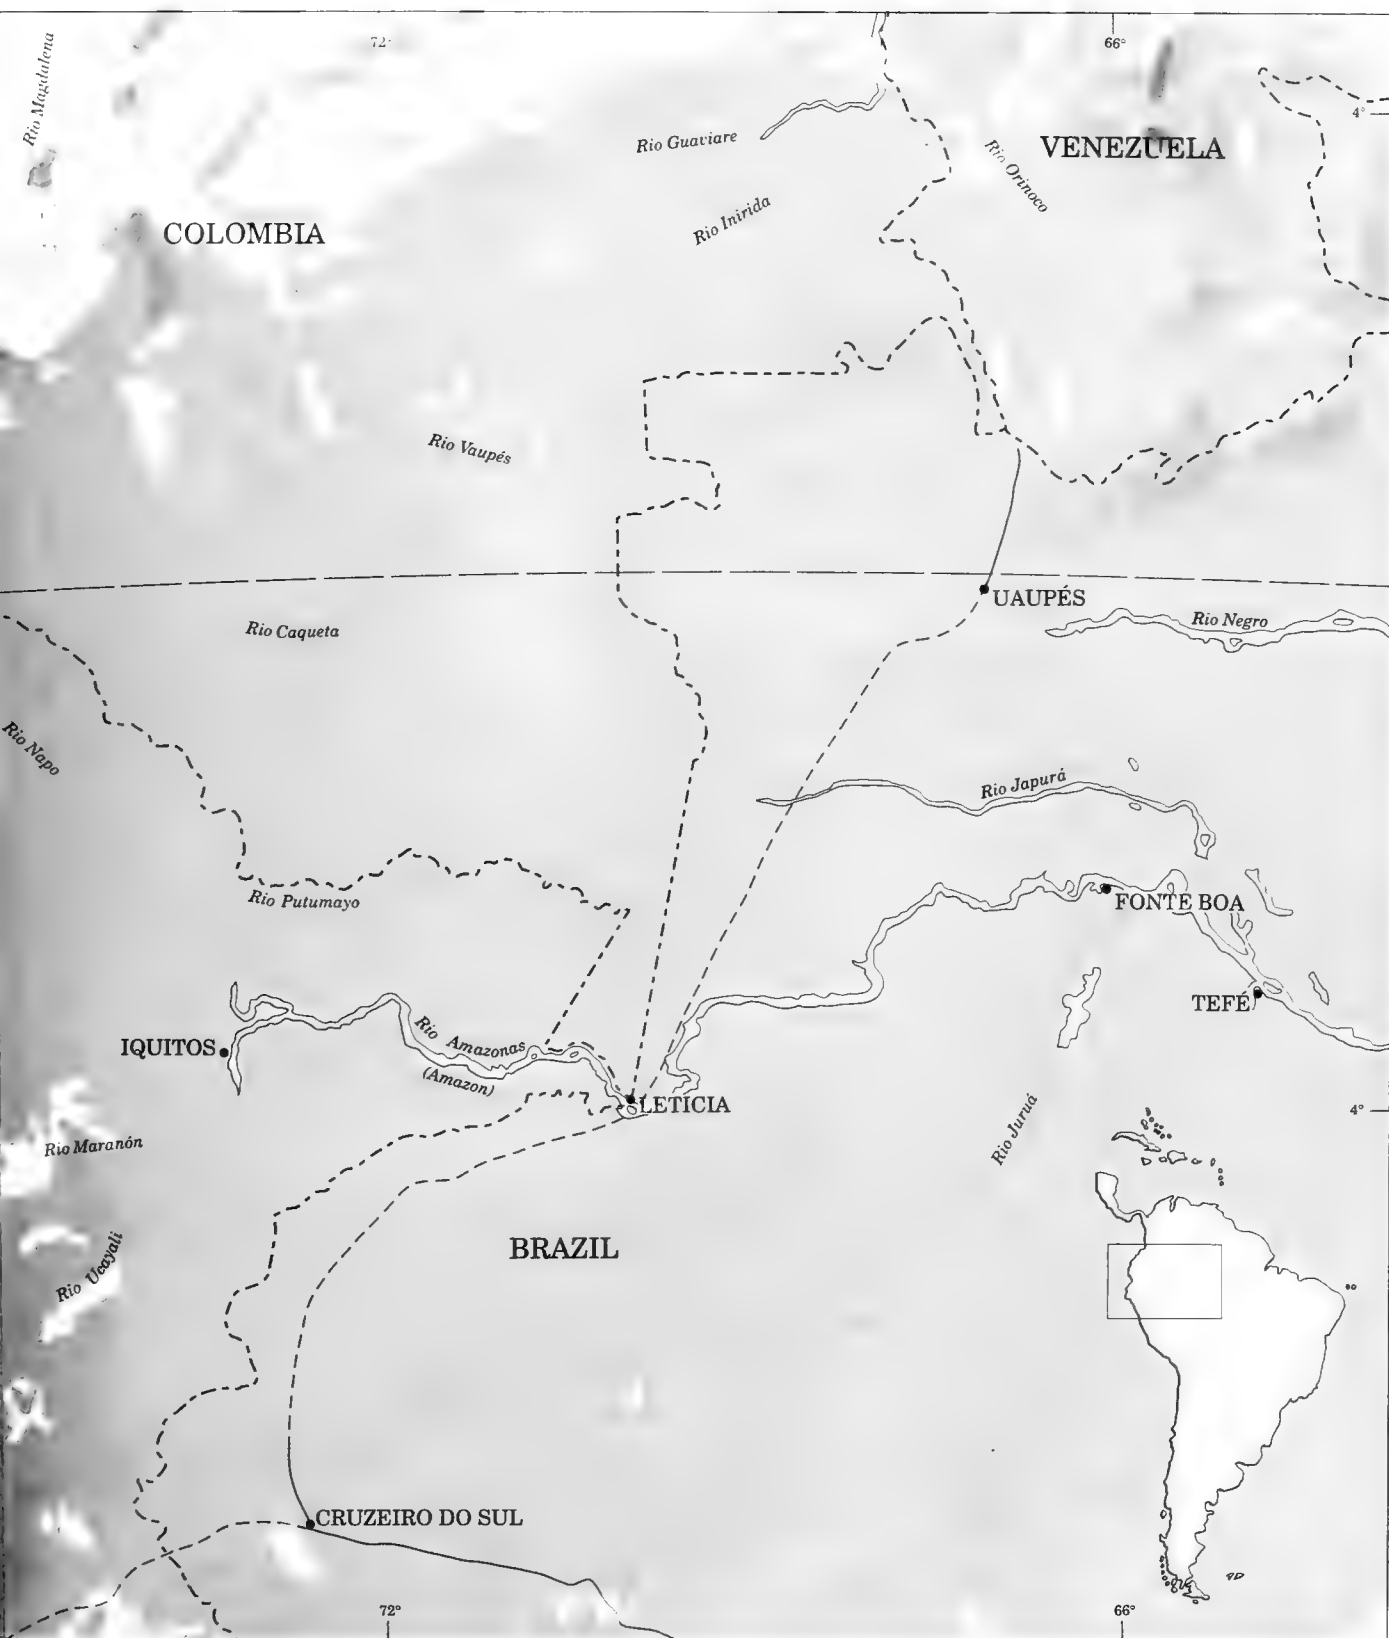 72°
66°
Rio Magdalena
4°
Rio Guaviare
VENEZUELA
Rio Orinoco
Rio Inirida
COLOMBIA
Rio Vaupés
UAUPÉS
Rio Negro
Rio Caqueta
Rio Napo
Rio Japurá
Rio Putumayo
FONTE BOA
TEFÉ
Rio Amazonas
(Amazon)
IQUITOS
LETÍCIA
4°
Rio Juruá
Rio Maranón
Rio Ucayali
BRAZIL
CRUZEIRO DO SUL
72°
66°